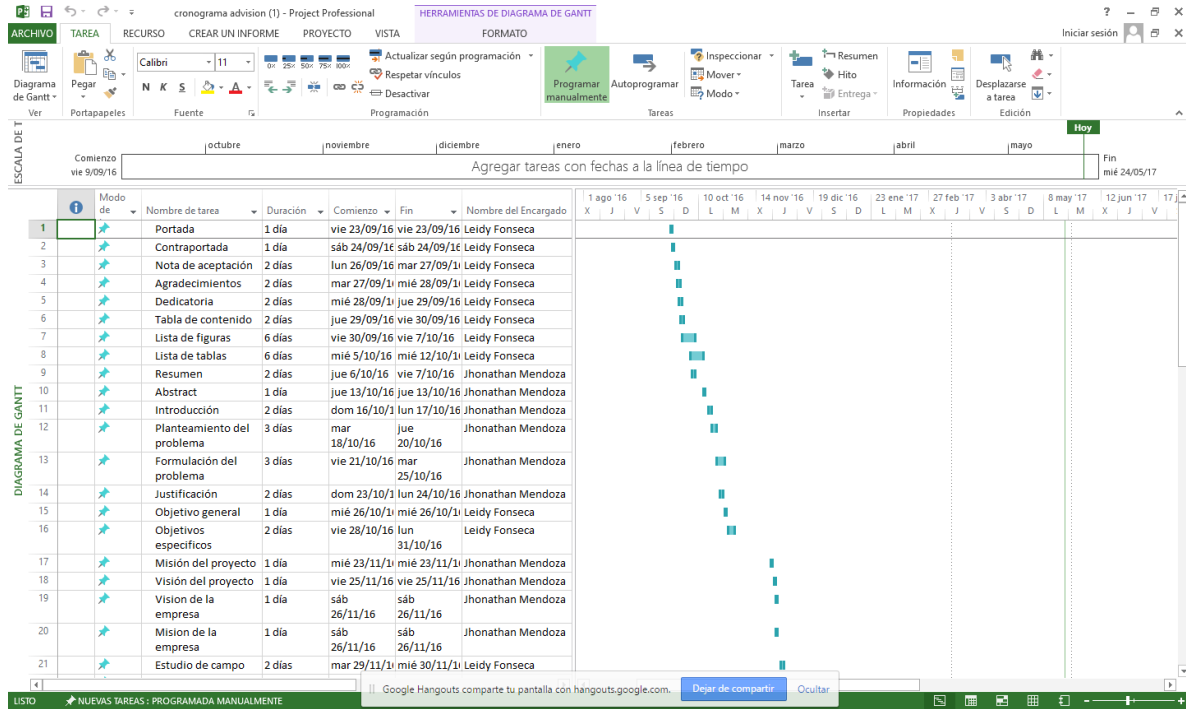 cronograma advision (1) - Project Professional
HERRAMIENTAS DE DIAGRAMA DE GANTT
ARCHIVO TAREA RECURSO CREAR UN INFORME PROYECTO VISTA FORMATO Iniciar sesión
Diagrama de Gantt
Pegar
Calibri 11
N K S
0× 25× 50× 75× 100×
Actualizar según programación
Respetar vínculos
Desactivar
Programar manualmente
Autoprogramar
Inspeccionar
Mover
Modo
Tarea
Resumen
Hito
Entrega
Información
Desplazarse a tarea
Ver Portapapeles Fuente Programación Tareas Insertar Propiedades Edición
ESCALA DE T
Hoy
octubre noviembre diciembre enero febrero marzo abril mayo
Comienzo
vie 9/09/16
Agregar tareas con fechas a la línea de tiempo
Fin
mié 24/05/17
DIAGRAMA DE GANTT
Modo de
Nombre de tarea Duración Comienzo Fin Nombre del Encargado
1 ago '16 5 sep '16 10 oct '16 14 nov '16 19 dic '16 23 ene '17 27 feb '17 3 abr '17 8 may '17 12 jun '17 17 j
X J V S D L M X J V S D L M X J V S D L M X J V
1 Portada 1 día vie 23/09/16 vie 23/09/16 Leidy Fonseca
2 Contraportada 1 día sáb 24/09/16 sáb 24/09/16 Leidy Fonseca
3 Nota de aceptación 2 días lun 26/09/16 mar 27/09/1 Leidy Fonseca
4 Agradecimientos 2 días mar 27/09/1 mié 28/09/1 Leidy Fonseca
5 Dedicatoria 2 días mié 28/09/1 jue 29/09/16 Leidy Fonseca
6 Tabla de contenido 2 días jue 29/09/16 vie 30/09/16 Leidy Fonseca
7 Lista de figuras 6 días vie 30/09/16 vie 7/10/16 Leidy Fonseca
8 Lista de tablas 6 días mié 5/10/16 mié 12/10/1 Leidy Fonseca
9 Resumen 2 días jue 6/10/16 vie 7/10/16 Jhonathan Mendoza
10 Abstract 1 día jue 13/10/16 jue 13/10/16 Jhonathan Mendoza
11 Introducción 2 días dom 16/10/1 lun 17/10/16 Jhonathan Mendoza
12 Planteamiento del problema 3 días mar 18/10/16 jue 20/10/16 Jhonathan Mendoza
13 Formulación del problema 3 días vie 21/10/16 mar 25/10/16 Jhonathan Mendoza
14 Justificación 2 días dom 23/10/1 lun 24/10/16 Jhonathan Mendoza
15 Objetivo general 1 día mié 26/10/1 mié 26/10/1 Leidy Fonseca
16 Objetivos especificos 2 días vie 28/10/16 lun 31/10/16 Leidy Fonseca
17 Misión del proyecto 1 día mié 23/11/1 mié 23/11/1 Jhonathan Mendoza
18 Visión del proyecto 1 día vie 25/11/16 vie 25/11/16 Jhonathan Mendoza
19 Vision de la empresa 1 día sáb 26/11/16 sáb 26/11/16 Jhonathan Mendoza
20 Mision de la empresa 1 día sáb 26/11/16 sáb 26/11/16 Jhonathan Mendoza
21 Estudio de campo 2 días mar 29/11/1 mié 30/11/1 Leidy Fonseca
Google Hangouts comparte tu pantalla con hangouts.google.com. Dejar de compartir Ocultar
LISTO NUEVAS TAREAS : PROGRAMADA MANUALMENTE